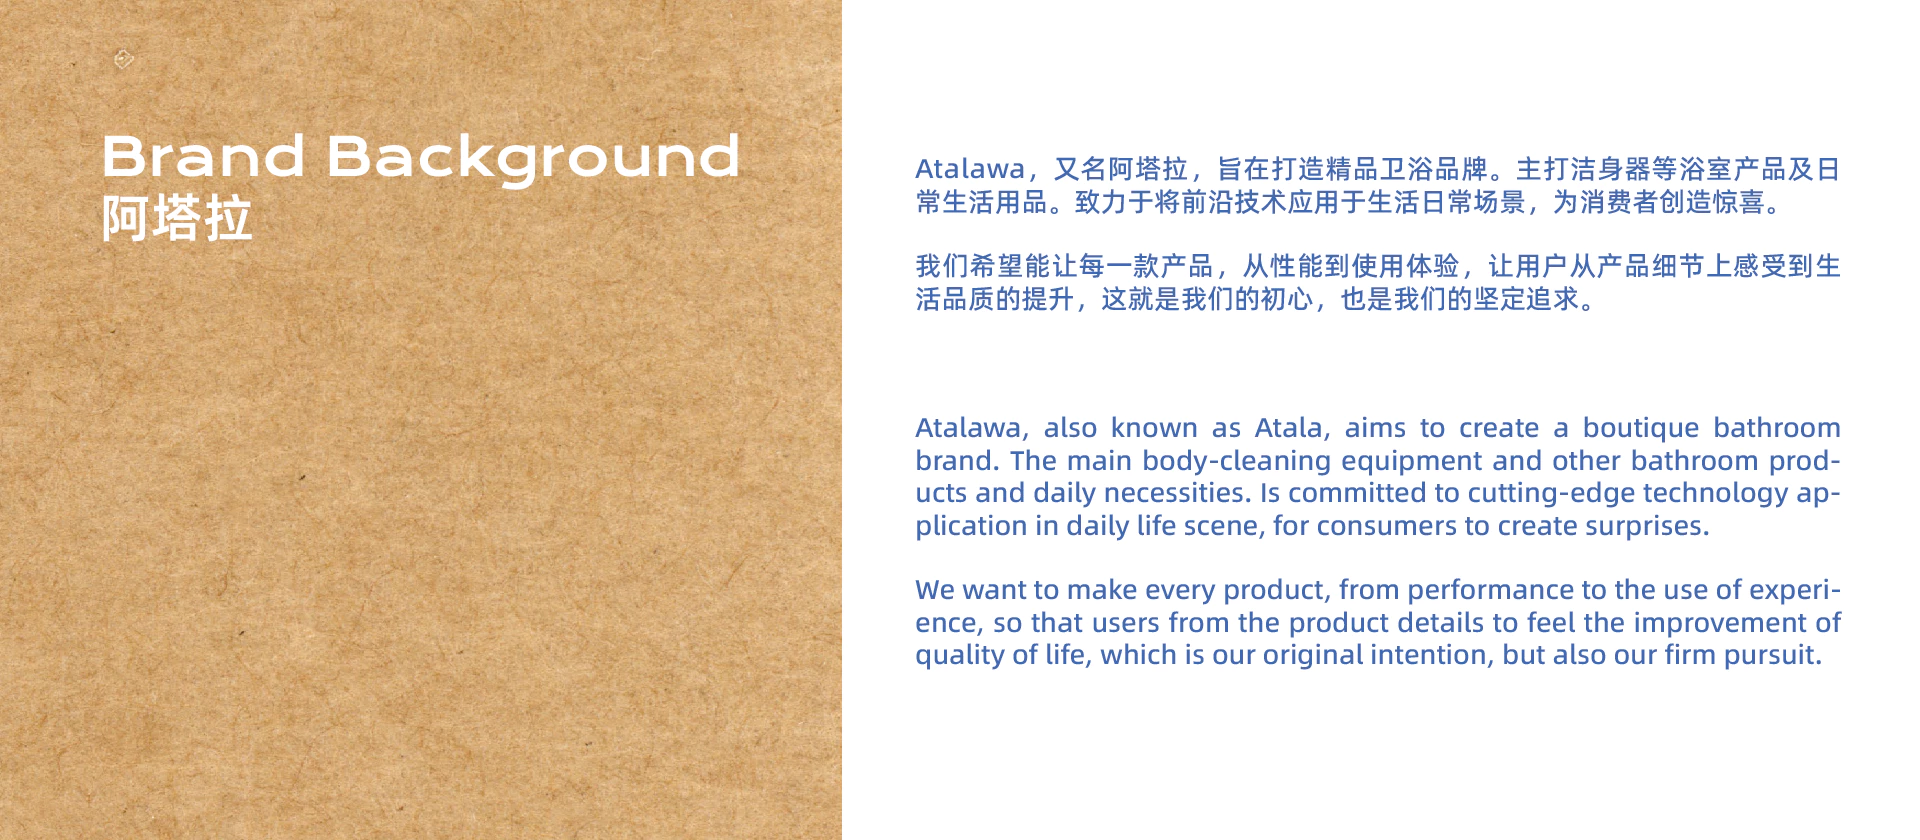 Brand Background
阿塔拉
Atalawa，又名阿塔拉，旨在打造精品卫浴品牌。主打洁身器等浴室产品及日
常生活用品。致力于将前沿技术应用于生活日常场景，为消费者创造惊喜。
我们希望能让每一款产品，从性能到使用体验，让用户从产品细节上感受到生
活品质的提升，这就是我们的初心，也是我们的坚定追求。
Atalawa, also known as Atala, aims to create a boutique bathroom
brand. The main body-cleaning equipment and other bathroom prod-
ucts and daily necessities. Is committed to cutting-edge technology ap-
plication in daily life scene, for consumers to create surprises.
We want to make every product, from performance to the use of experi-
ence, so that users from the product details to feel the improvement of
quality of life, which is our original intention, but also our firm pursuit.